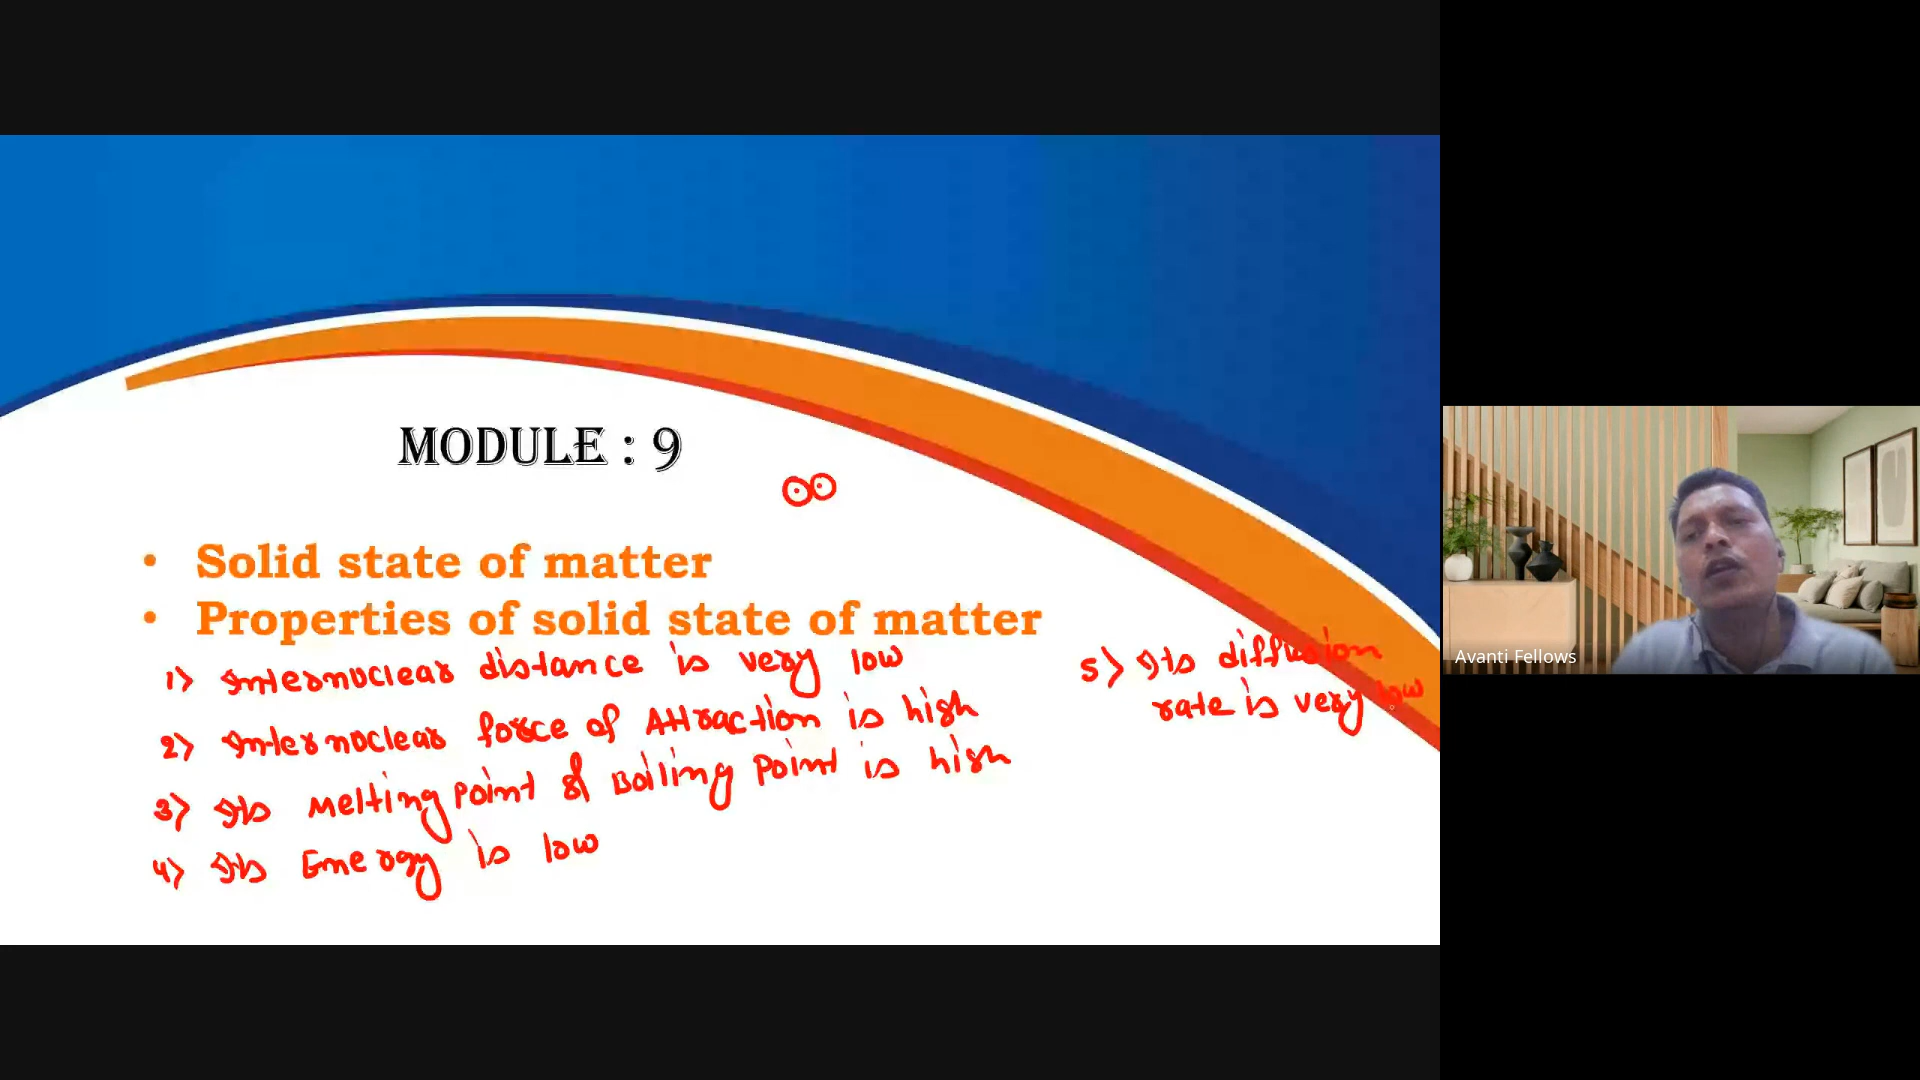 MODULE : 9
• Solid state of matter
• Properties of solid state of matter
1) Internuclear distance is very low
2) Internuclear force of Attraction is high
3) Its Melting point & Boiling Point is high
4) Its Energy is low
5) Its diffusion
rate is very low
Avanti Fellows